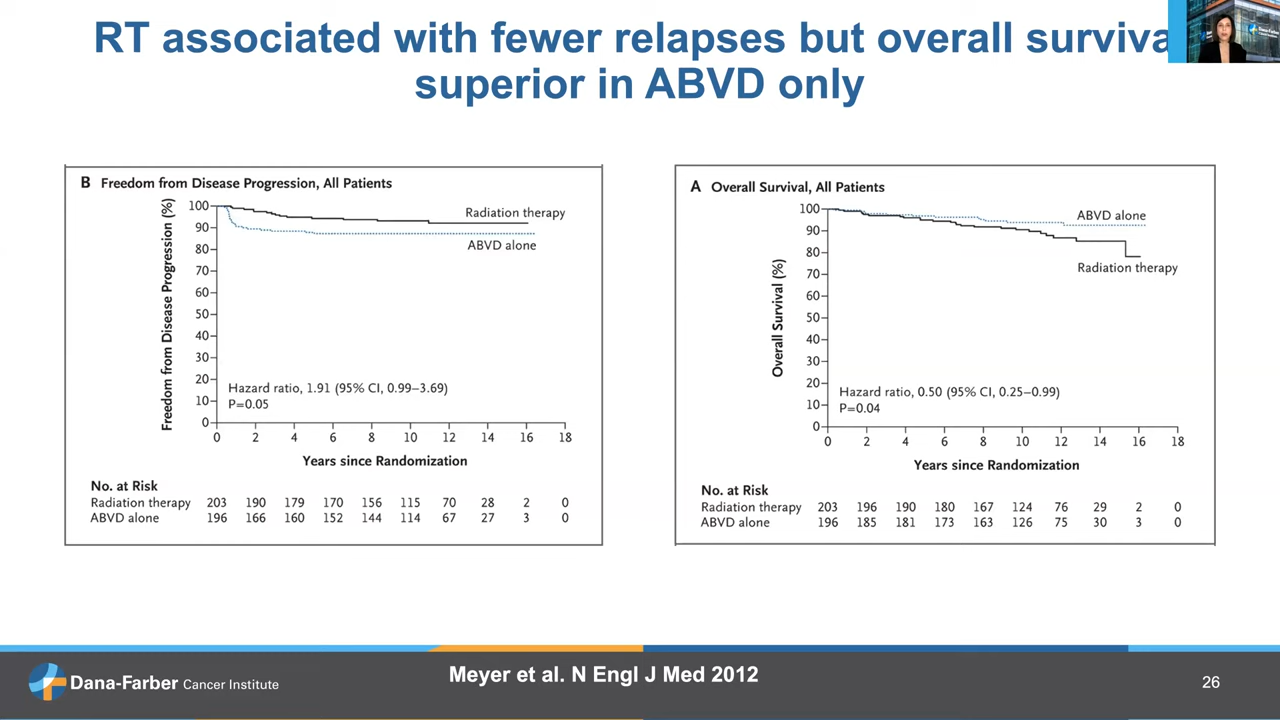 RT associated with fewer relapses but overall surviva
superior in ABVD only
Dana-Farber
B Freedom from Disease Progression, All Patients
Freedom from Disease Progression (%)
100
90
80
70
60
50
40
30
20
10
0
Radiation therapy
ABVD alone
Hazard ratio, 1.91 (95% CI, 0.99–3.69)
P=0.05
0 2 4 6 8 10 12 14 16 18
Years since Randomization
No. at Risk
Radiation therapy 203 190 179 170 156 115 70 28 2 0
ABVD alone 196 166 160 152 144 114 67 27 3 0
A Overall Survival, All Patients
Overall Survival (%)
100
90
80
70
60
50
40
30
20
10
0
ABVD alone
Radiation therapy
Hazard ratio, 0.50 (95% CI, 0.25–0.99)
P=0.04
0 2 4 6 8 10 12 14 16 18
Years since Randomization
No. at Risk
Radiation therapy 203 196 190 180 167 124 76 29 2 0
ABVD alone 196 185 181 173 163 126 75 30 3 0
Dana-Farber Cancer Institute
Meyer et al. N Engl J Med 2012
26